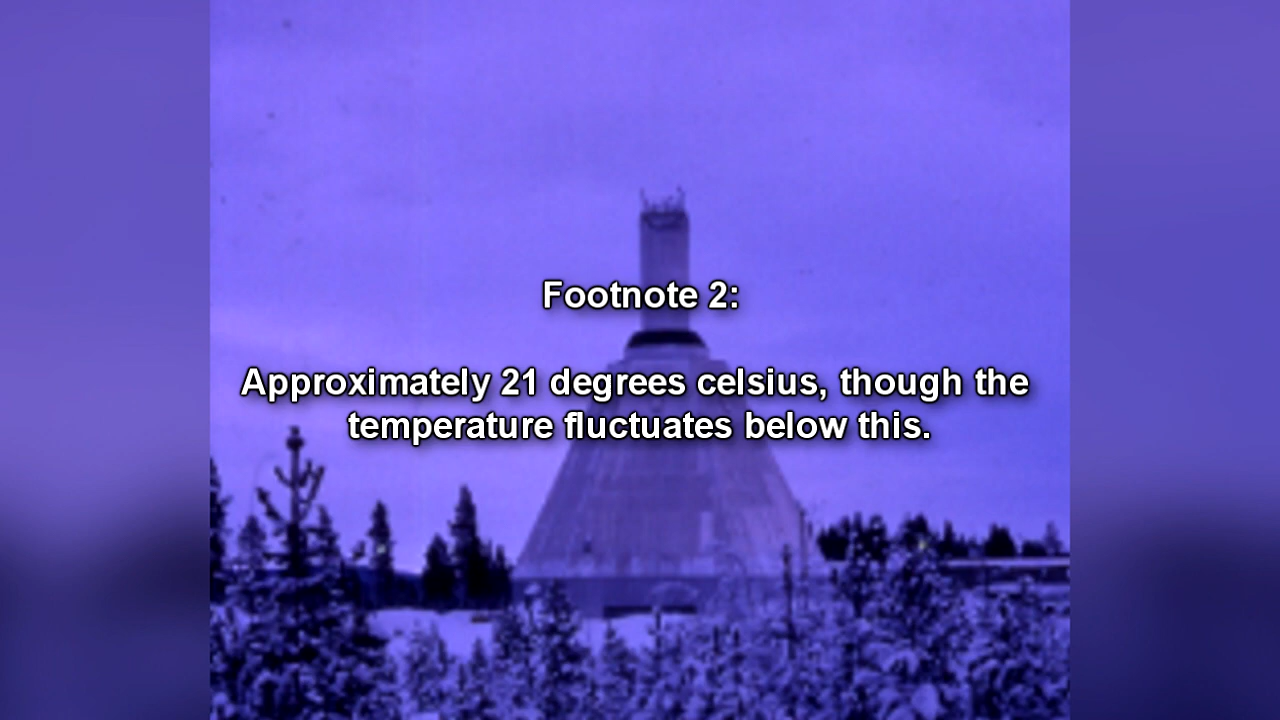 Footnote 2:
Approximately 21 degrees celsius, though the
temperature fluctuates below this.